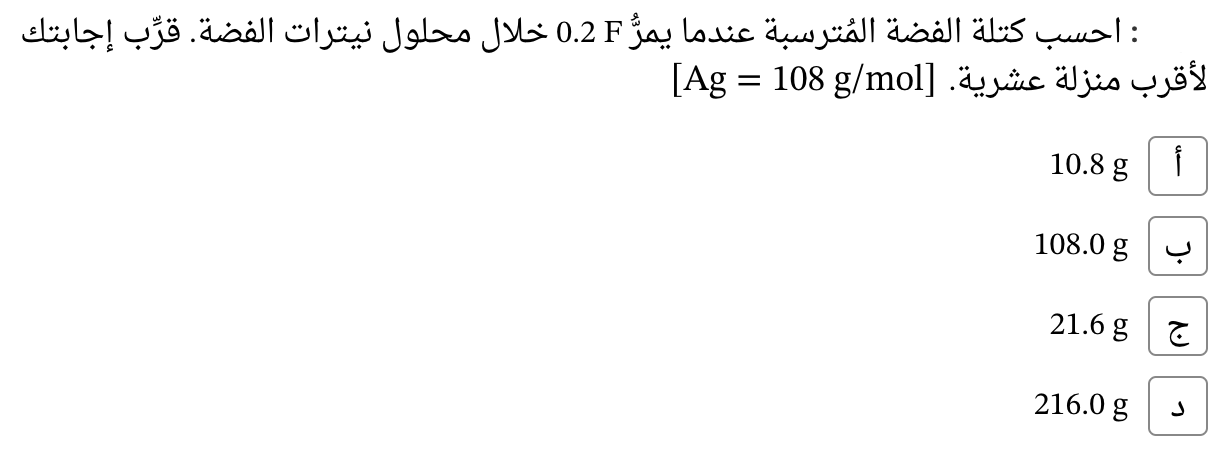 : احسب كتلة الفضة المُترسبة عندما يمرُّ 0.2 F خلال محلول نيترات الفضة. قرِّب إجابتك
لأقرب منزلة عشرية. [Ag = 108 g/mol]
أ 10.8 g
ب 108.0 g
ج 21.6 g
د 216.0 g